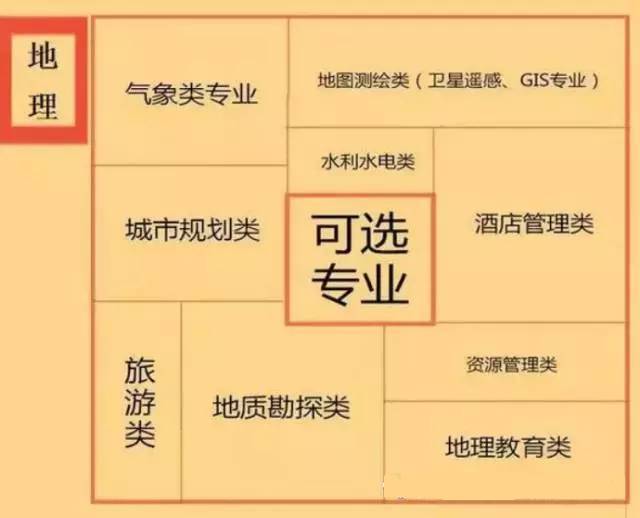 地
理
气象类专业
地图测绘类（卫星遥感、GIS专业）
水利水电类
城市规划类
可选
专业
酒店管理类
旅
游
类
地质勘探类
资源管理类
地理教育类